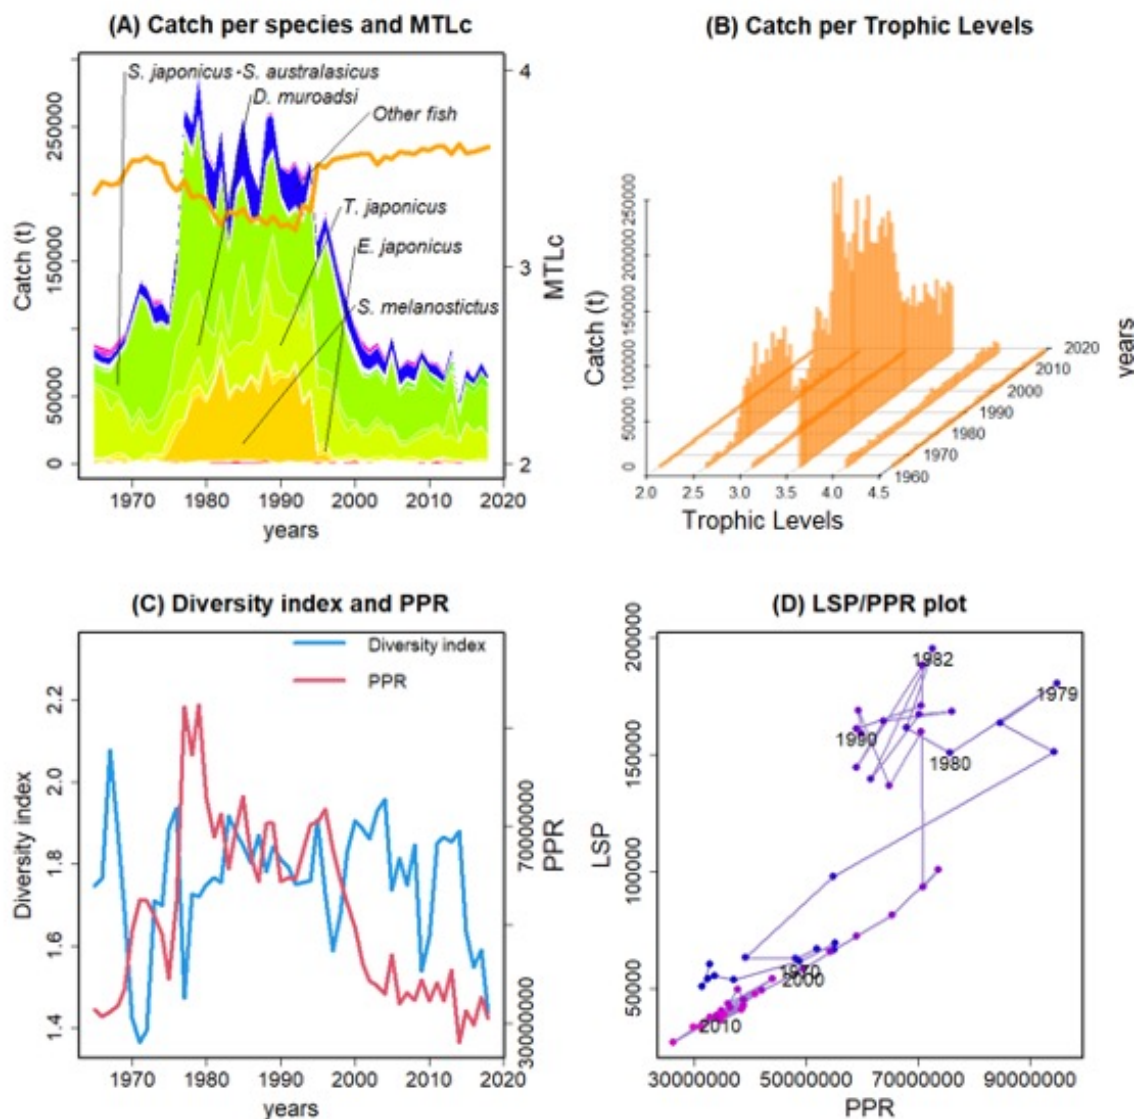 (A) Catch per species and MTLc
S. japonicus - S. australasicus
D. muroadsi
Other fish
T. japonicus
E. japonicus
S. melanostictus
Catch (t)
0
50000
150000
250000
MTLc
2
3
4
1970
1980
1990
2000
2010
2020
years
(B) Catch per Trophic Levels
Catch (t)
0
50000
100000
150000
200000
250000
2.0
2.5
3.0
3.5
4.0
4.5
Trophic Levels
1960
1970
1980
1990
2000
2010
2020
years
(C) Diversity index and PPR
Diversity index
PPR
Diversity index
1.4
1.6
1.8
2.0
2.2
PPR
30000000
70000000
1970
1980
1990
2000
2010
2020
years
(D) LSP/PPR plot
LSP
50000
100000
150000
200000
1982
1979
1990
1980
1970
2000
2010
30000000
50000000
70000000
90000000
PPR